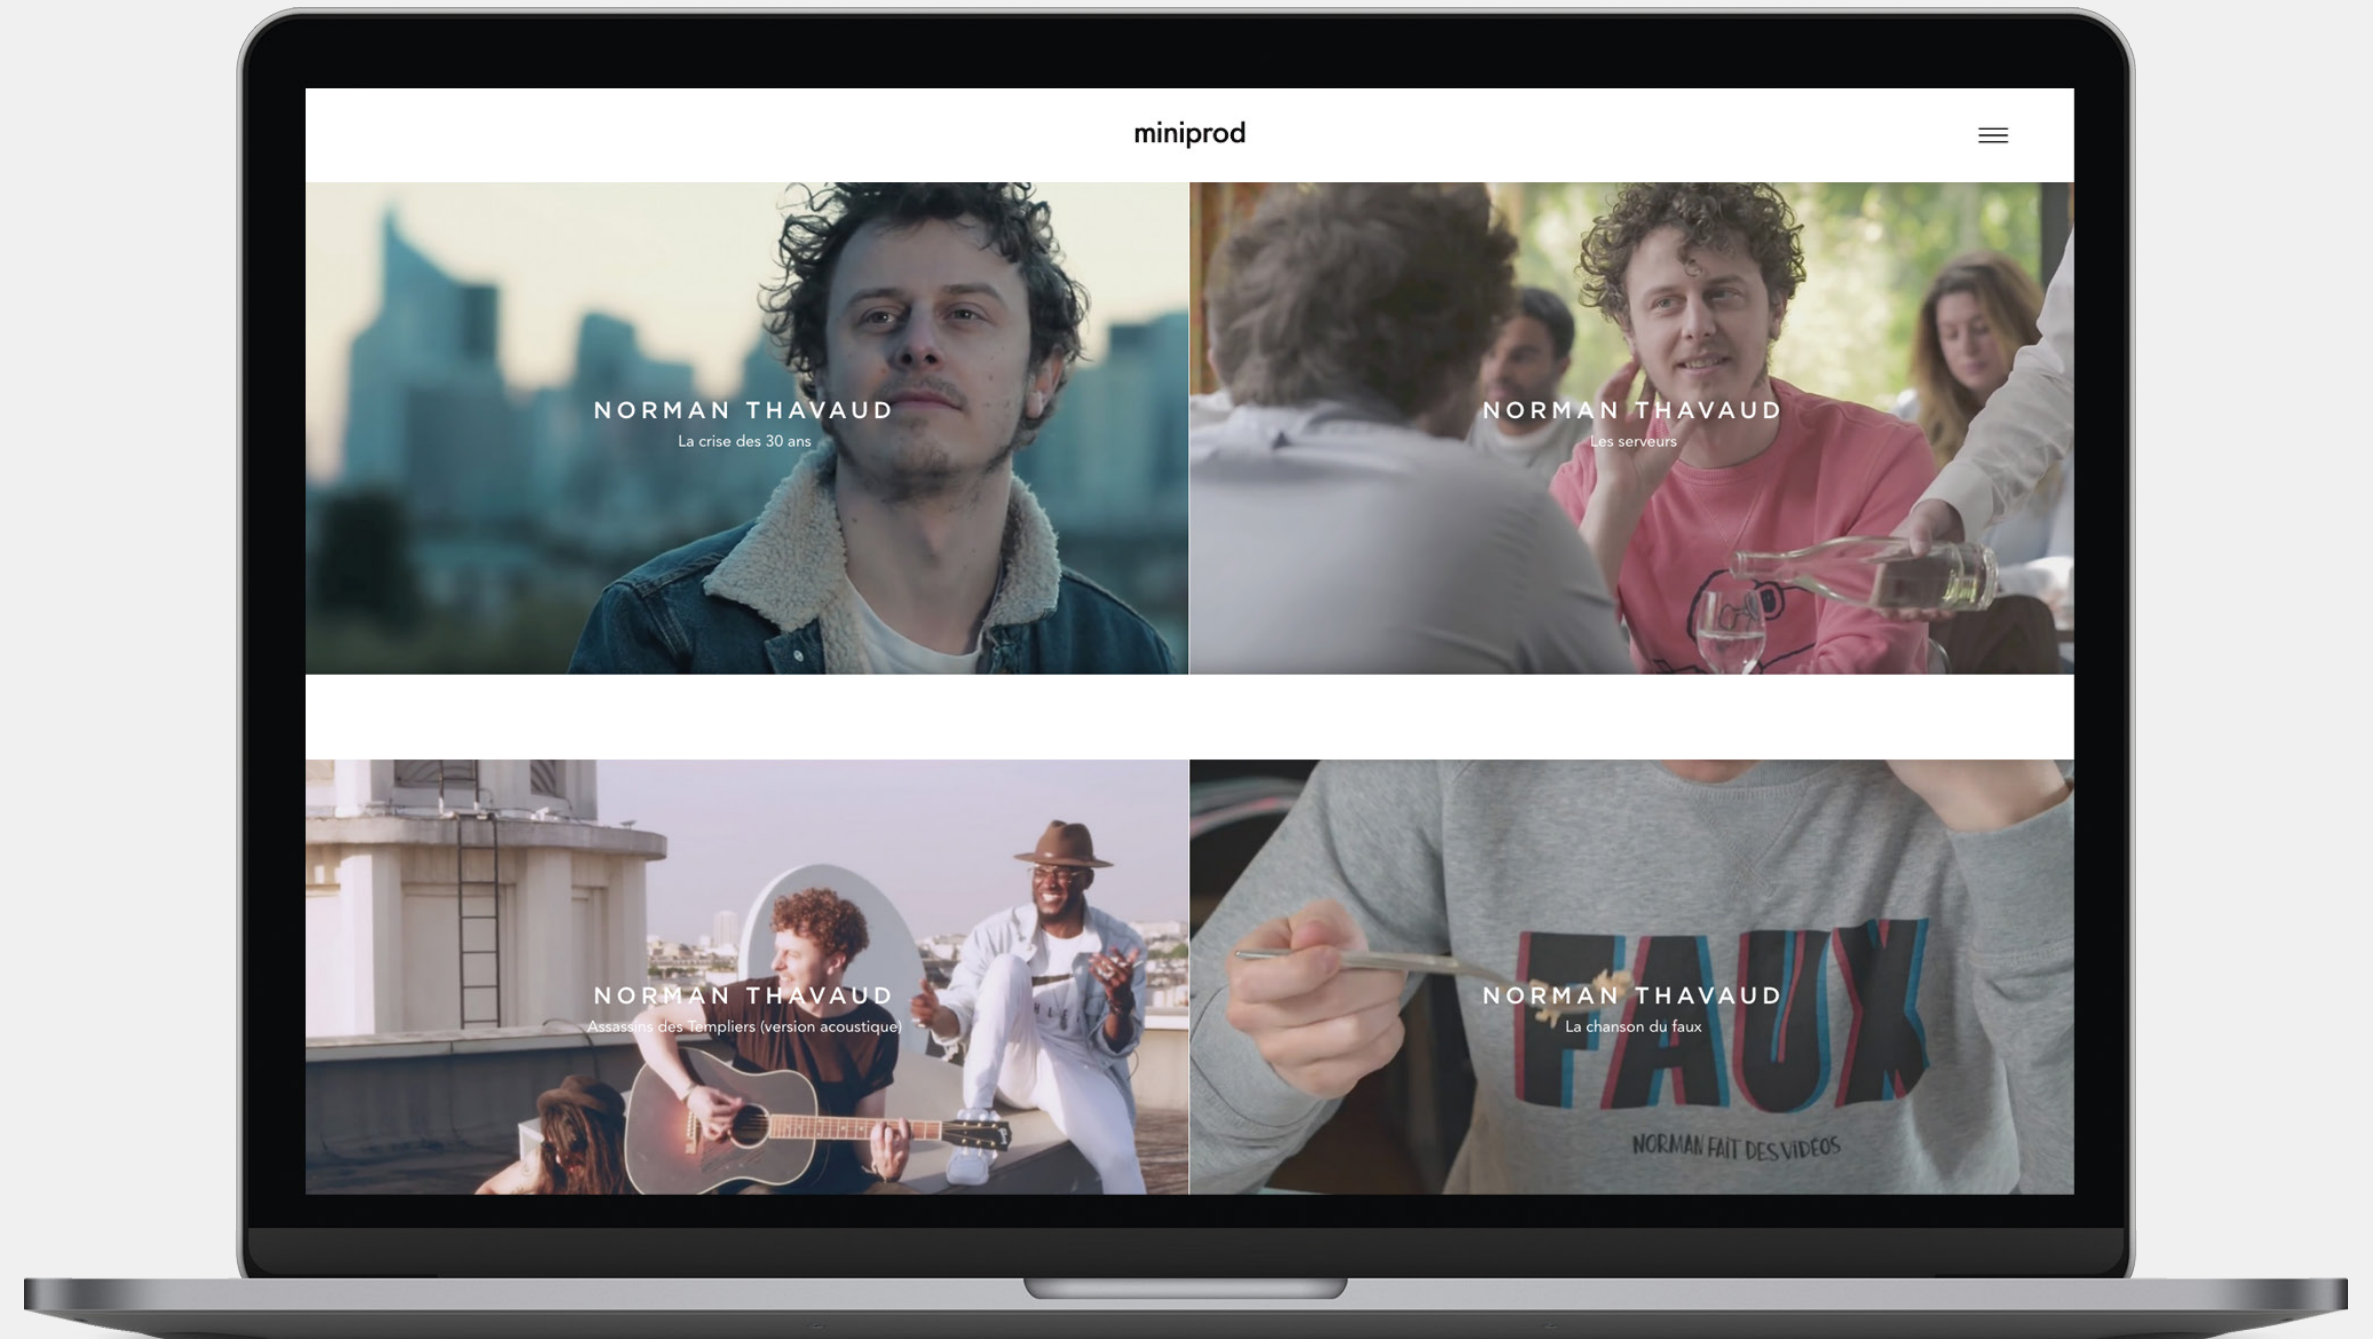 miniprod
NORMAN THAVAUD
La crise des 30 ans
NORMAN THAVAUD
Les serveurs
NORMAN THAVAUD
Assassins des Templiers (version acoustique)
NORMAN THAVAUD
La chanson du faux
FAUX
NORMAN FAIT DES VIDÉOS